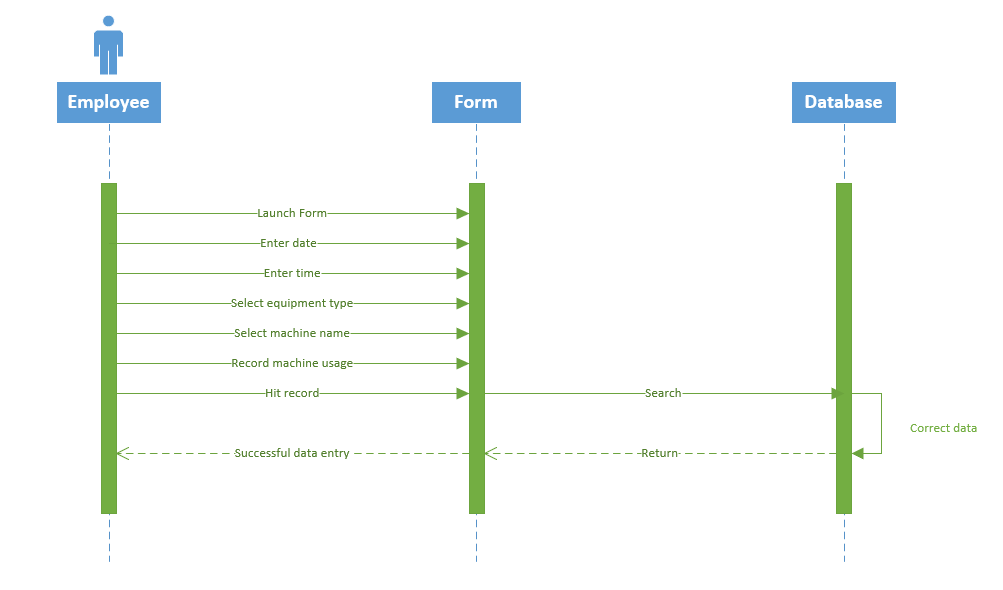 Employee
Form
Database
Launch Form
Enter date
Enter time
Select equipment type
Select machine name
Record machine usage
Hit record
Search
Correct data
Successful data entry
Return